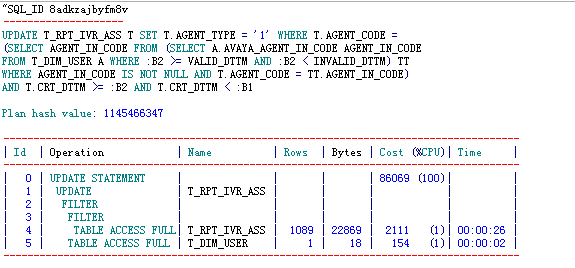 "SQL_ID 8adkzajbyfm8v
--------------------
UPDATE T_RPT_IVR_ASS T SET T.AGENT_TYPE = '1' WHERE T.AGENT_CODE =
(SELECT AGENT_IN_CODE FROM (SELECT A.AVAYA_AGENT_IN_CODE AGENT_IN_CODE
FROM T_DIM_USER A WHERE :B2 >= VALID_DTTM AND :B2 < INVALID_DTTM) TT
WHERE AGENT_IN_CODE IS NOT NULL AND T.AGENT_CODE = TT.AGENT_IN_CODE)
AND T.CRT_DTTM >= :B2 AND T.CRT_DTTM < :B1
Plan hash value: 1145466347
| Id | Operation | Name | Rows | Bytes | Cost (%CPU)| Time |
| 0 | UPDATE STATEMENT | | | | 86069 (100)| |
| 1 | UPDATE | T_RPT_IVR_ASS | | | | |
| 2 | FILTER | | | | | |
| 3 | FILTER | | | | | |
| 4 | TABLE ACCESS FULL| T_RPT_IVR_ASS | 1089 | 22869 | 2111 (1)| 00:00:26 |
| 5 | TABLE ACCESS FULL | T_DIM_USER | 1 | 18 | 154 (1)| 00:00:02 |